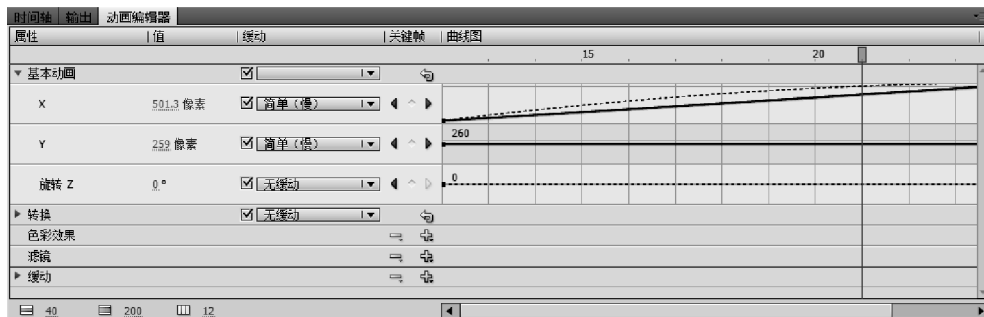 时间轴 输出 动画编辑器
属性 值 缓动 关键帧 曲线图
15 20
基本动画
X 501.3 像素 简单（慢）
Y 259 像素 简单（慢） 260
旋转 Z 0 ° 无缓动 0
转换 无缓动
色彩效果
滤镜
缓动
40 200 12